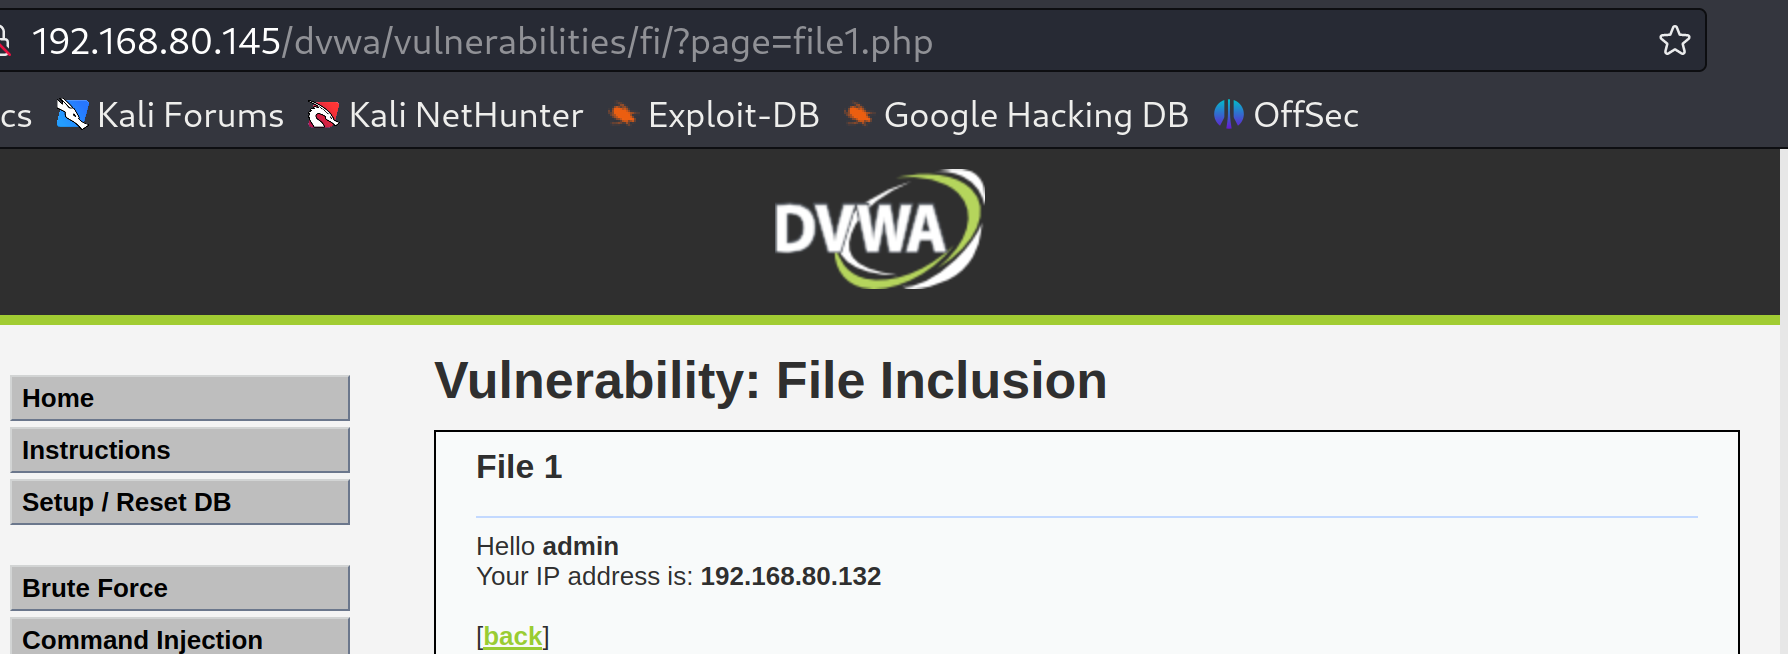 192.168.80.145/dvwa/vulnerabilities/fi/?page=file1.php
cs Kali Forums Kali NetHunter Exploit-DB Google Hacking DB OffSec
DVWA
Vulnerability: File Inclusion
Home
Instructions
Setup / Reset DB
Brute Force
Command Injection
File 1
Hello admin
Your IP address is: 192.168.80.132
[back]